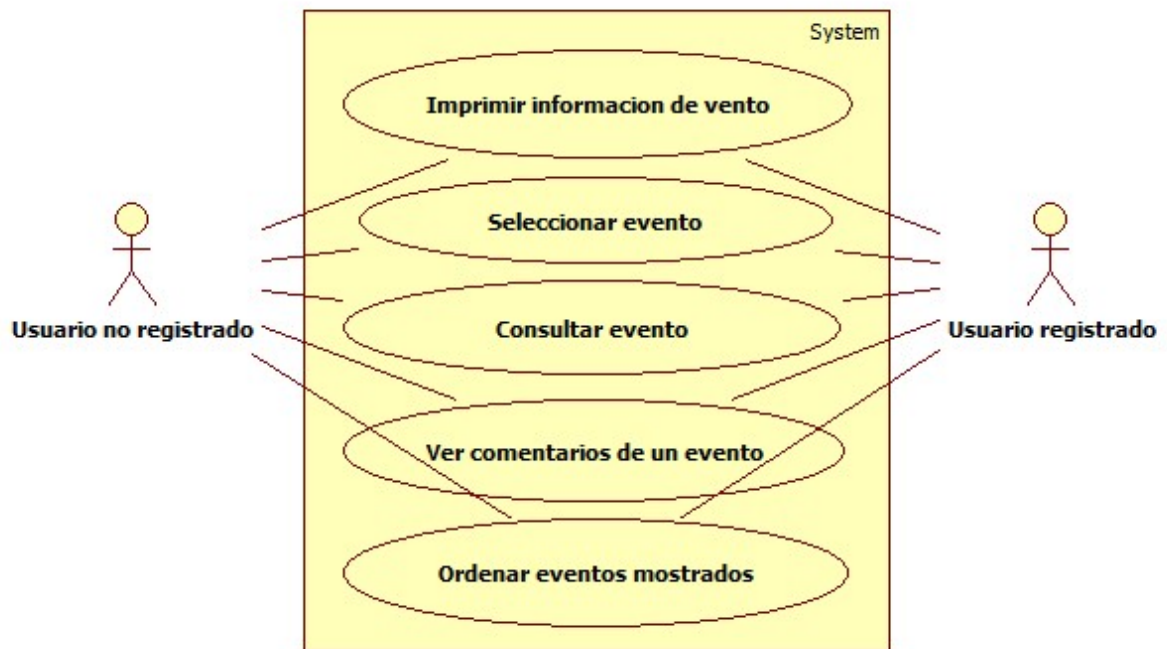 System
Imprimir informacion de vento
Seleccionar evento
Usuario no registrado
Consultar evento
Usuario registrado
Ver comentarios de un evento
Ordenar eventos mostrados